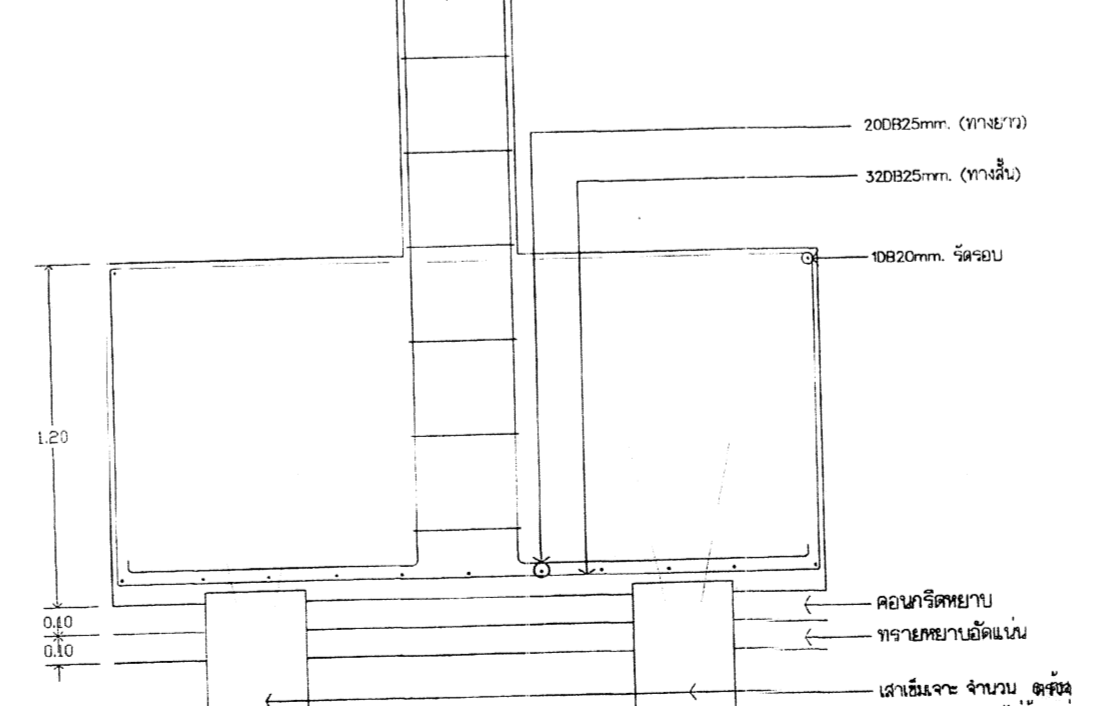 20DB25mm. (ทางยาว)
32DB25mm. (ทางสั้น)
1DB20mm. รัดรอบ
1.20
คอนกรีตหยาบ
0.10
ทรายหยาบอัดแน่น
0.10
เสาเข็มเจาะ จำนวน